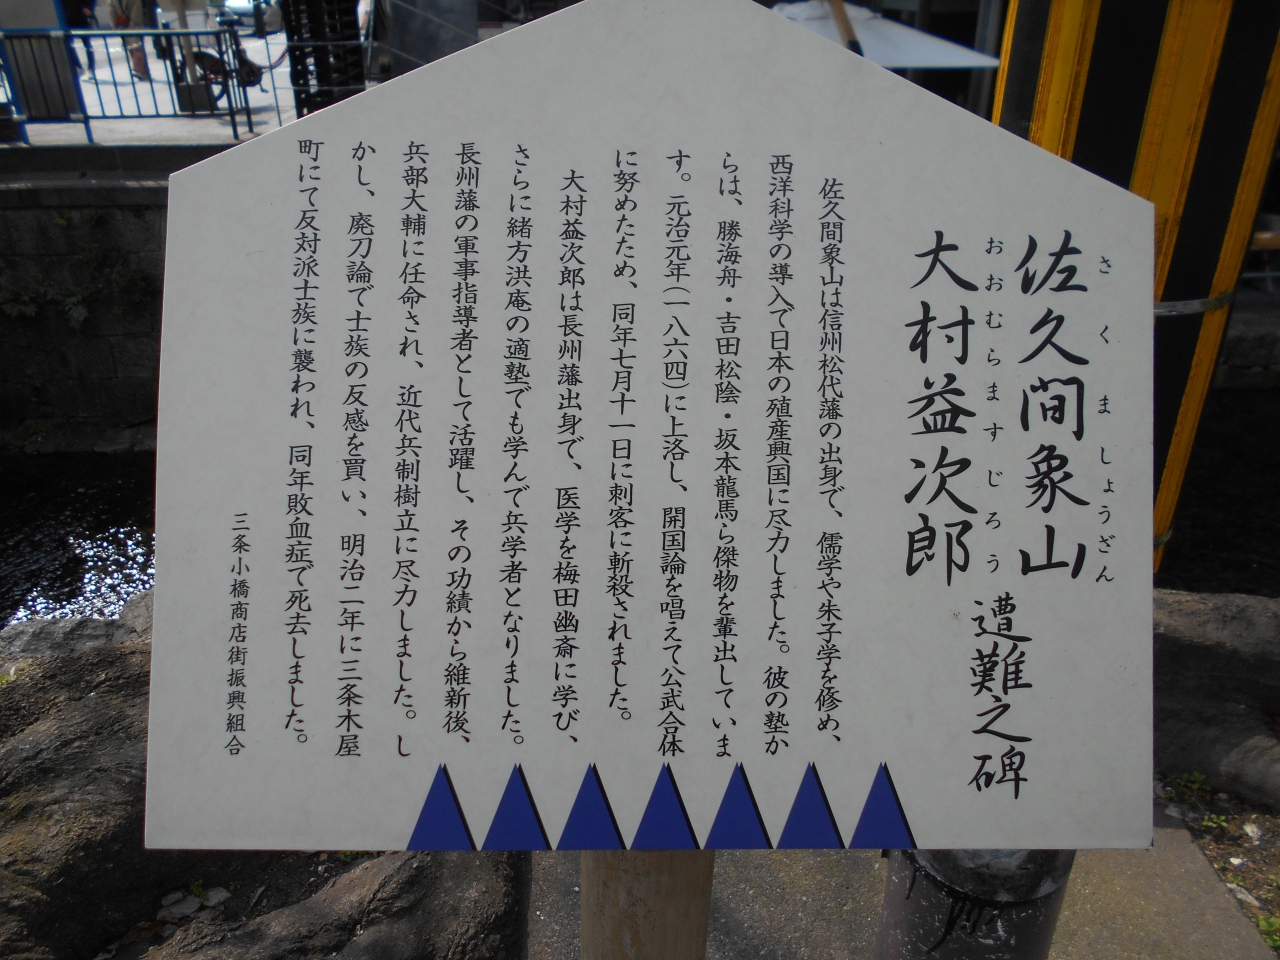 佐久間象山
さくましょうざん
大村益次郎
おおむらますじろう
遭難之碑
佐久間象山は信州松代藩の出身で、儒学や朱子学を修め、
西洋科学の導入で日本の殖産興国に尽力しました。彼の塾か
らは、勝海舟・吉田松陰・坂本龍馬ら傑物を輩出していま
す。元治元年(一八六四)に上洛し、開国論を唱えて公武合体
に努めたため、同年七月十一日に刺客に斬殺されました。
大村益次郎は長州藩出身で、医学を梅田幽斎に学び、
さらに緒方洪庵の適塾でも学んで兵学者となりました。
長州藩の軍事指導者として活躍し、その功績から維新後、
兵部大輔に任命され、近代兵制樹立に尽力しました。し
かし、廃刀論で士族の反感を買い、明治二年に三条木屋
町にて反対派士族に襲われ、同年敗血症で死去しました。
三条小橋商店街振興組合